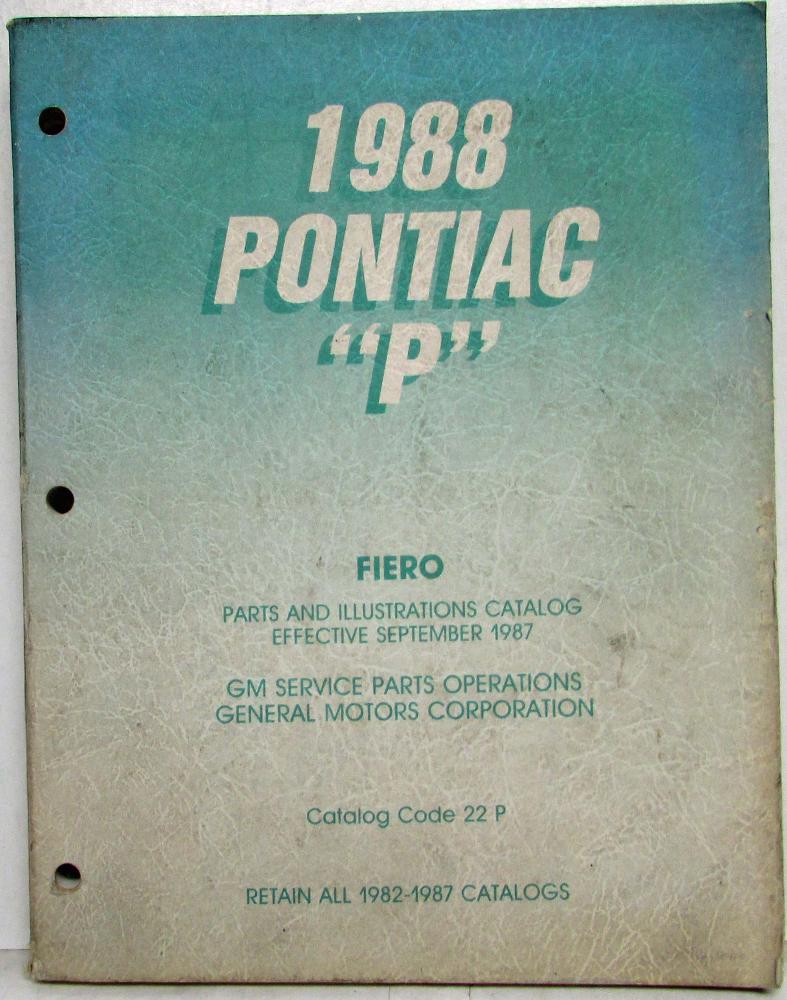 1988
PONTIAC
“P”
FIERO
PARTS AND ILLUSTRATIONS CATALOG
EFFECTIVE SEPTEMBER 1987
GM SERVICE PARTS OPERATIONS
GENERAL MOTORS CORPORATION
Catalog Code 22 P
RETAIN ALL 1982-1987 CATALOGS